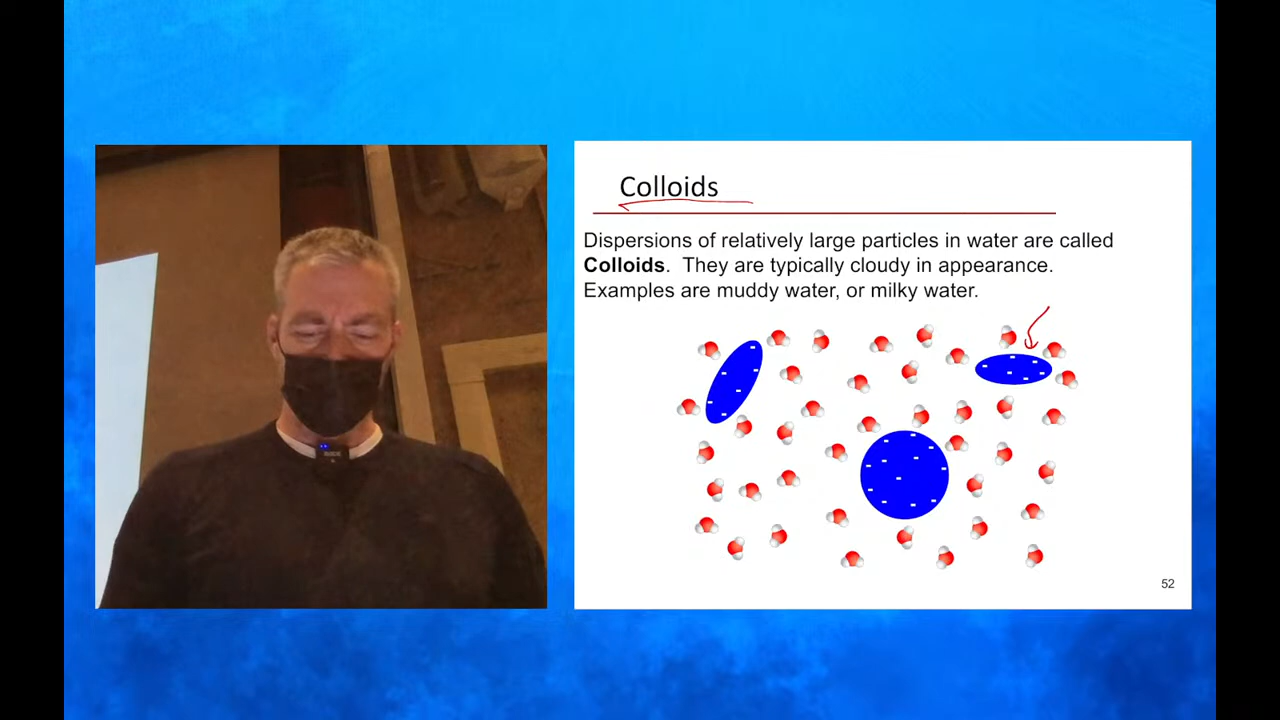 Colloids
Dispersions of relatively large particles in water are called
Colloids. They are typically cloudy in appearance.
Examples are muddy water, or milky water.
52